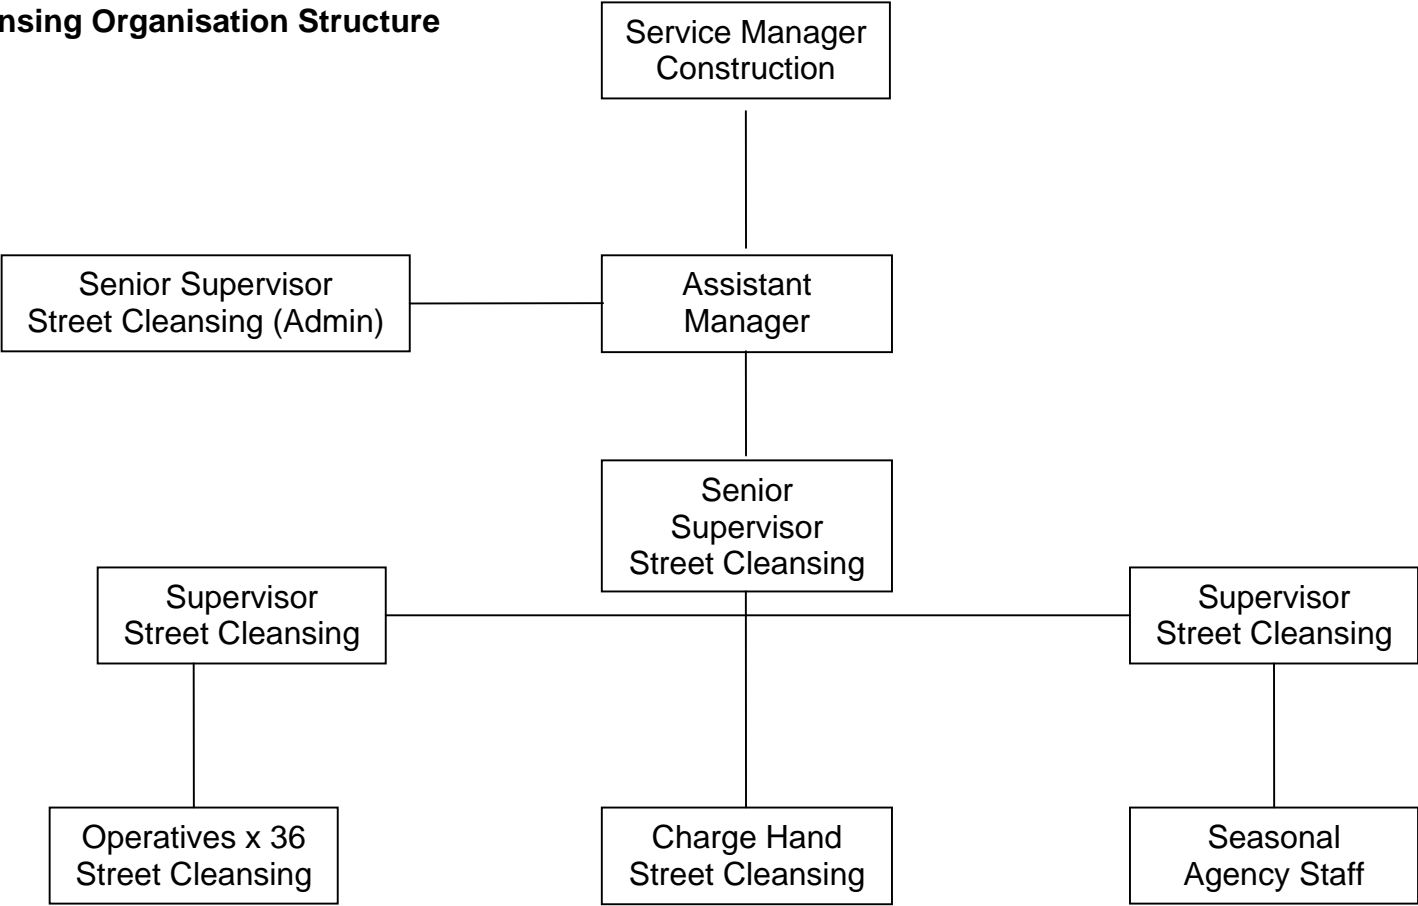 nsing Organisation Structure
Service Manager
Construction
Senior Supervisor
Street Cleansing (Admin)
Assistant
Manager
Senior
Supervisor
Street Cleansing
Supervisor
Street Cleansing
Supervisor
Street Cleansing
Operatives x 36
Street Cleansing
Charge Hand
Street Cleansing
Seasonal
Agency Staff